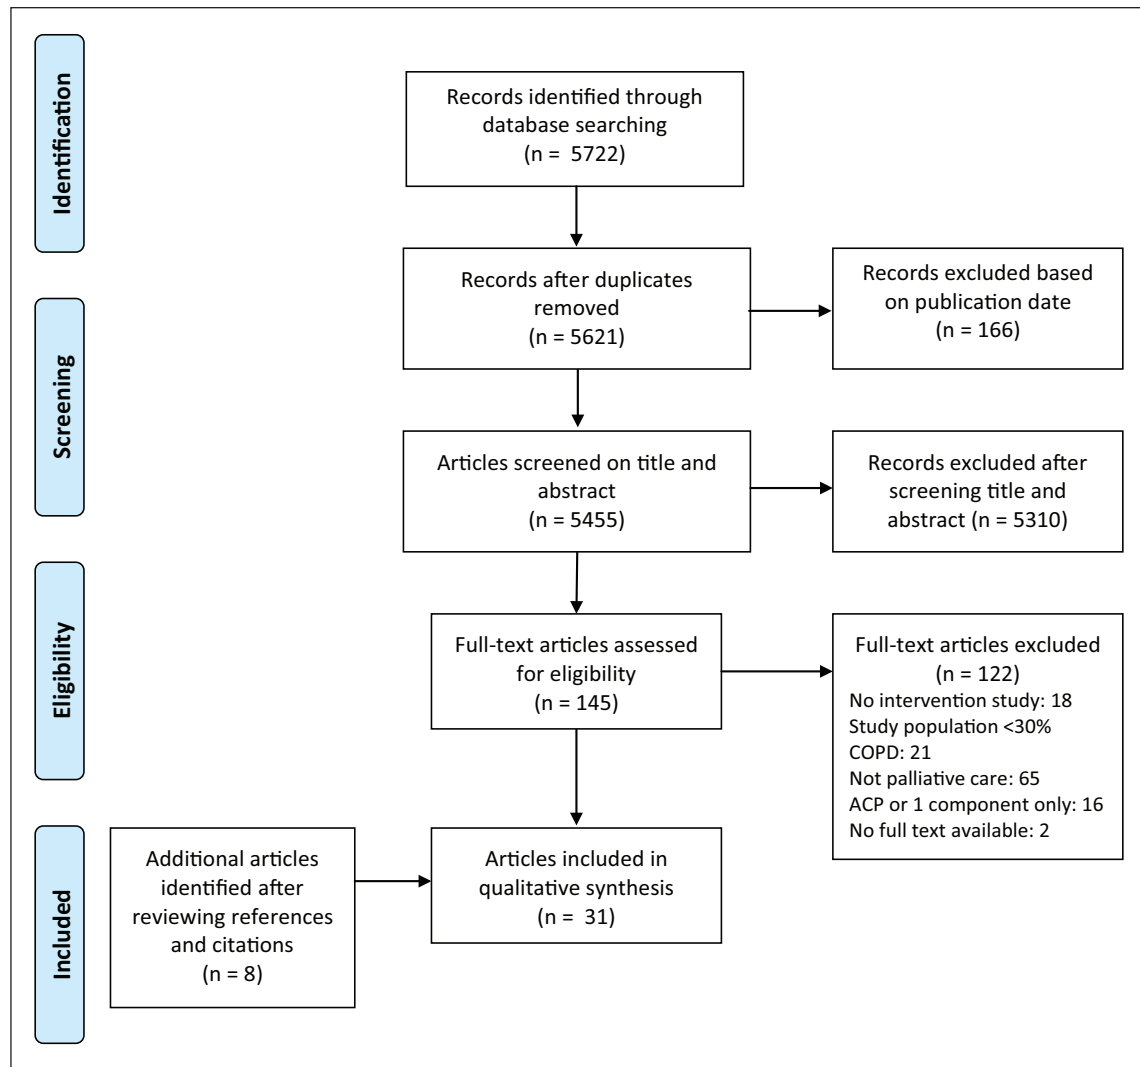 Identification
Records identified through
database searching
(n = 5722)
Records after duplicates
removed
(n = 5621)
Records excluded based
on publication date
(n = 166)
Screening
Articles screened on title and
abstract
(n = 5455)
Records excluded after
screening title and
abstract (n = 5310)
Eligibility
Full-text articles assessed
for eligibility
(n = 145)
Full-text articles excluded
(n = 122)
No intervention study: 18
Study population <30%
COPD: 21
Not palliative care: 65
ACP or 1 component only: 16
No full text available: 2
Included
Additional articles
identified after
reviewing references
and citations
(n = 8)
Articles included in
qualitative synthesis
(n = 31)